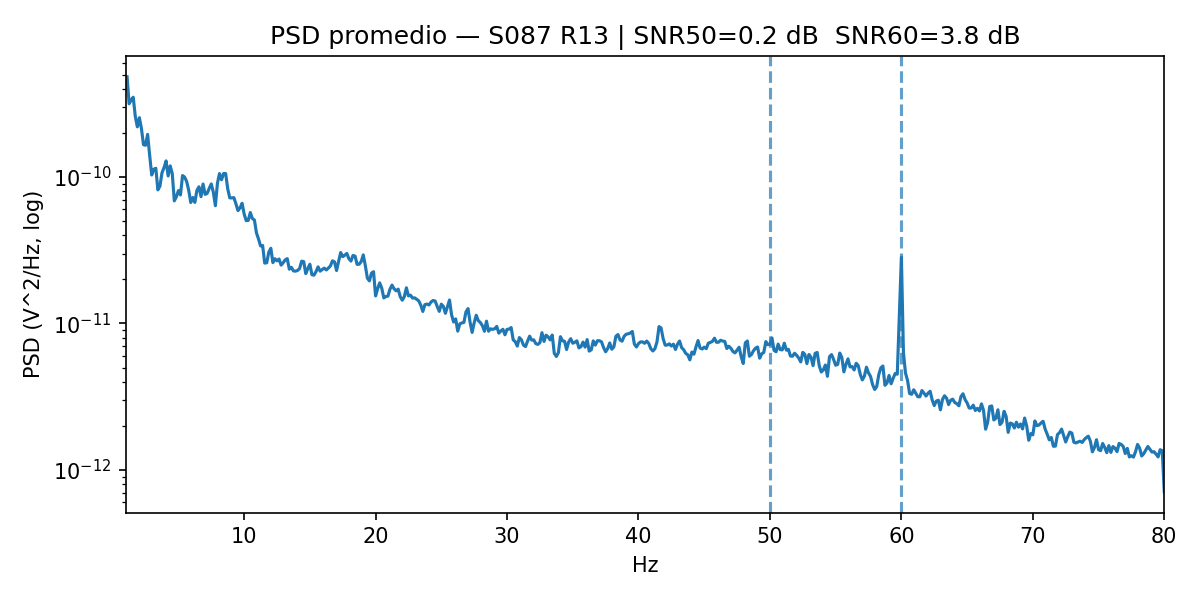 PSD promedio — S087 R13 | SNR50=0.2 dB  SNR60=3.8 dB
PSD (V^2/Hz, log)
10⁻¹⁰
10⁻¹¹
10⁻¹²
10 20 30 40 50 60 70 80
Hz